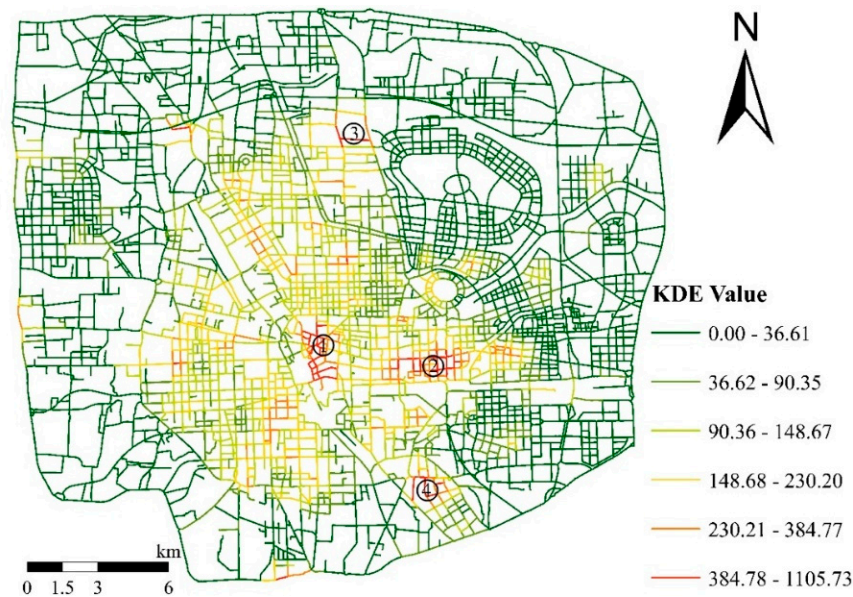 N
③
①
②
④
KDE Value
0.00 - 36.61
36.62 - 90.35
90.36 - 148.67
148.68 - 230.20
230.21 - 384.77
384.78 - 1105.73
km
0 1.5 3 6